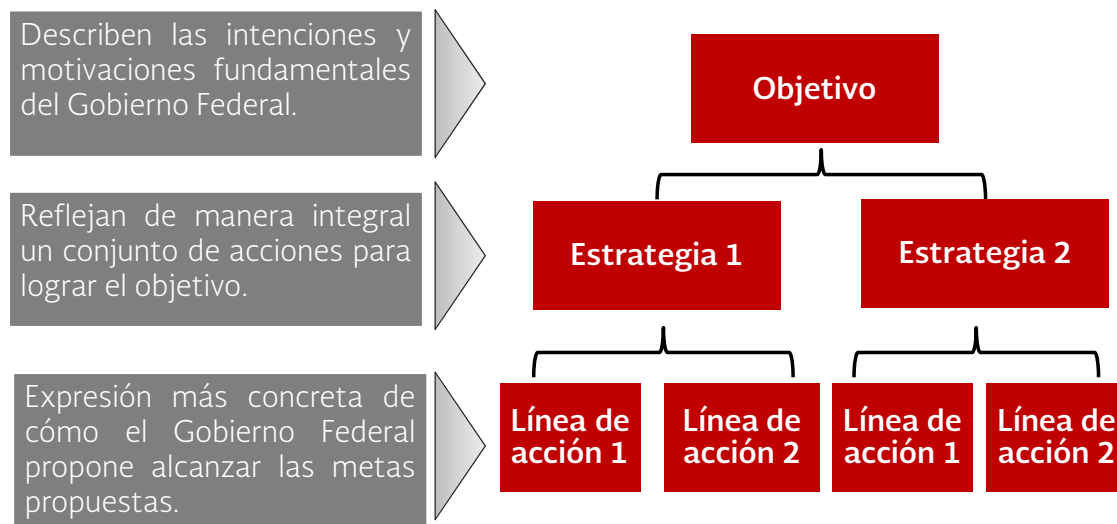 Describen las intenciones y
motivaciones fundamentales
del Gobierno Federal.
Objetivo
Reflejan de manera integral
un conjunto de acciones para
lograr el objetivo.
Estrategia 1
Estrategia 2
Expresión más concreta de
cómo el Gobierno Federal
propone alcanzar las metas
propuestas.
Línea de
acción 1
Línea de
acción 2
Línea de
acción 1
Línea de
acción 2